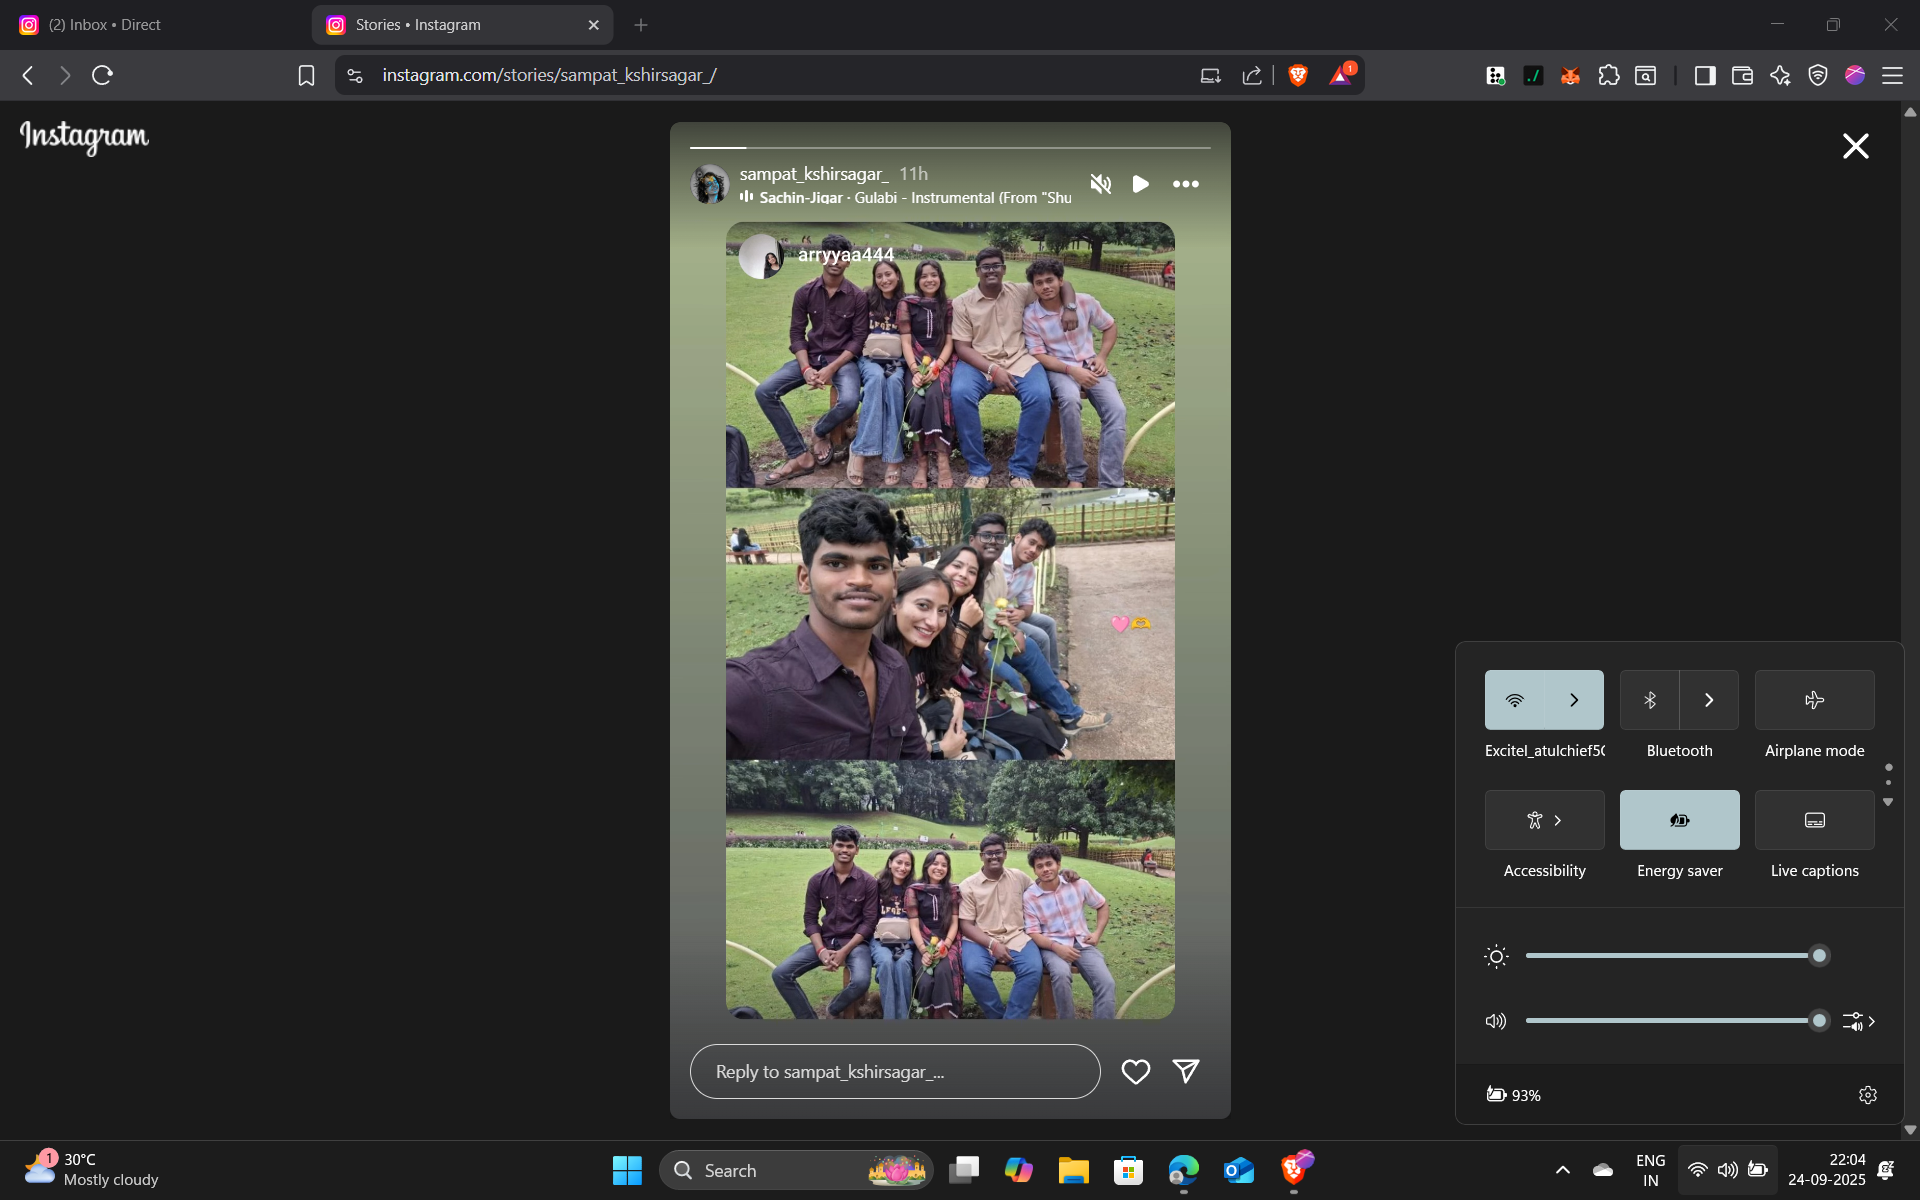 (2) Inbox • Direct
Stories • Instagram
instagram.com/stories/sampat_kshirsagar_/
1
Instagram
sampat_kshirsagar_ 11h
Sachin-Jigar · Gulabi - Instrumental (From "Shu
arryyaa444
Reply to sampat_kshirsagar_...
Excitel_atulchief5
Bluetooth
Airplane mode
Accessibility
Energy saver
Live captions
93%
1
30°C
Mostly cloudy
Search
ENG
IN
22:04
24-09-2025